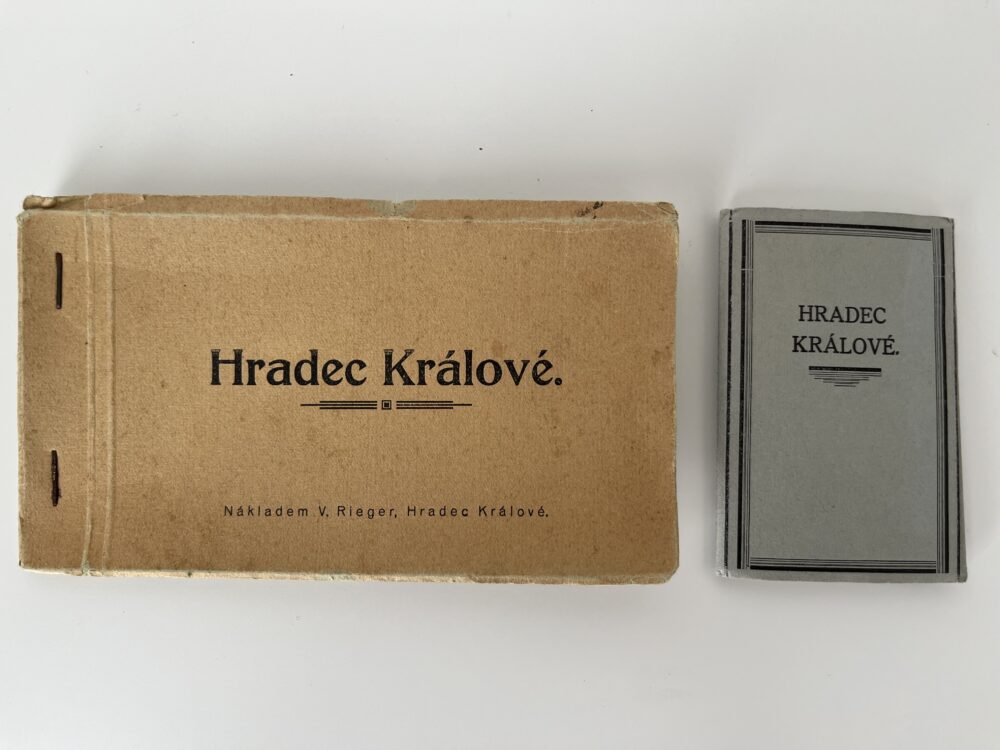 Hradec Králové.
Nákladem V, Rieger, Hradec Králové.
HRADEC
KRÁLOVÉ.